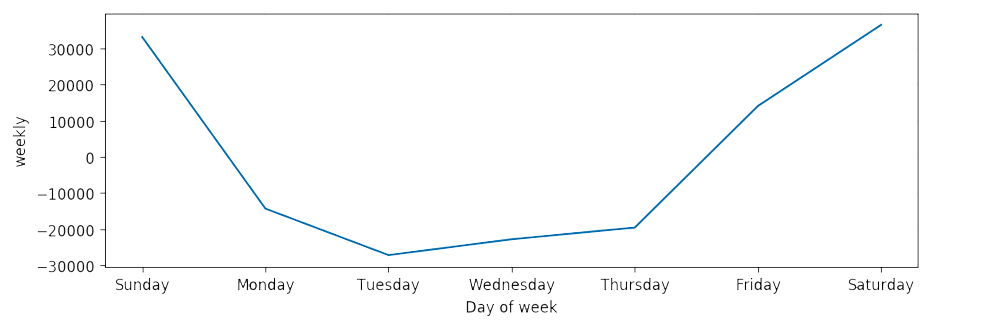 30000
20000
10000
0
−10000
−20000
−30000
weekly
Sunday Monday Tuesday Wednesday Thursday Friday Saturday
Day of week